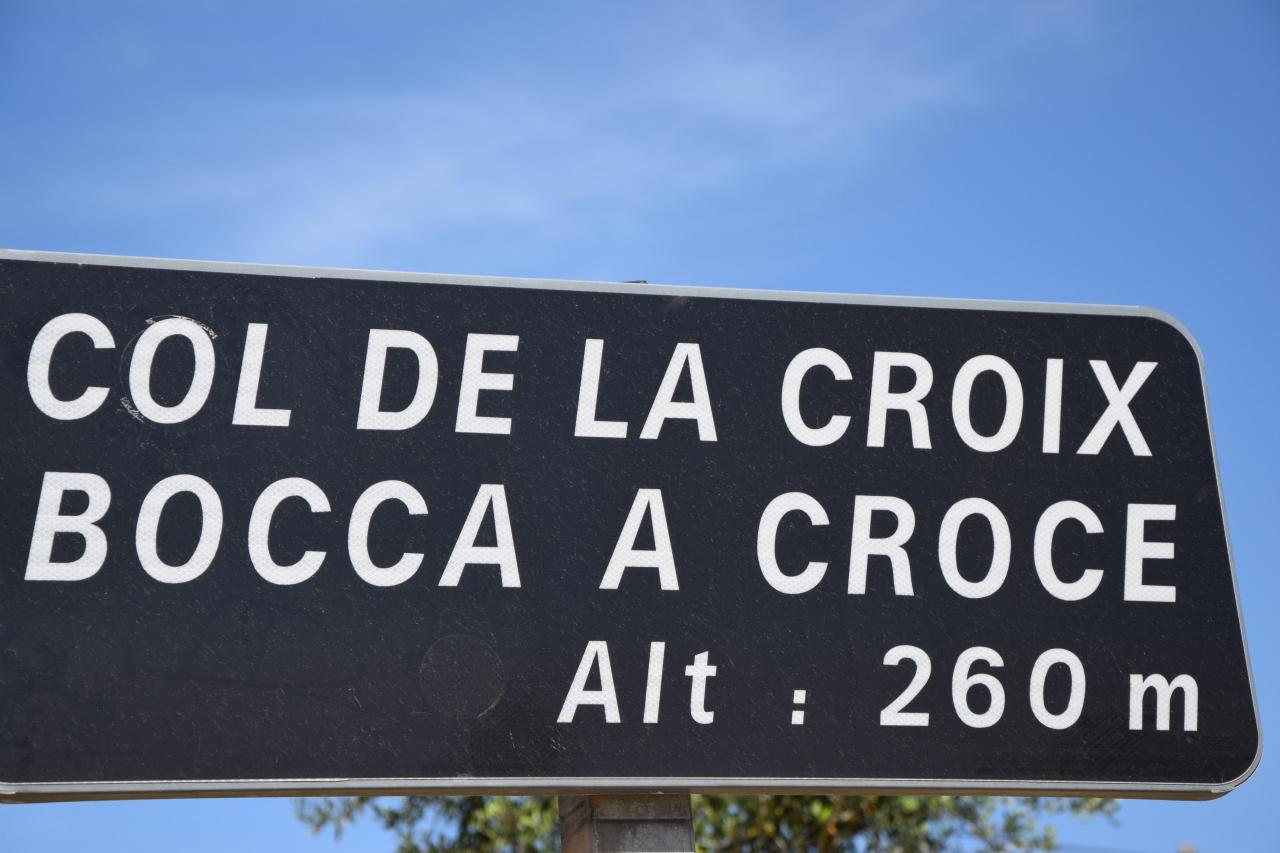 COL DE LA CROIX
BOCCA A CROCE
Alt : 260 m